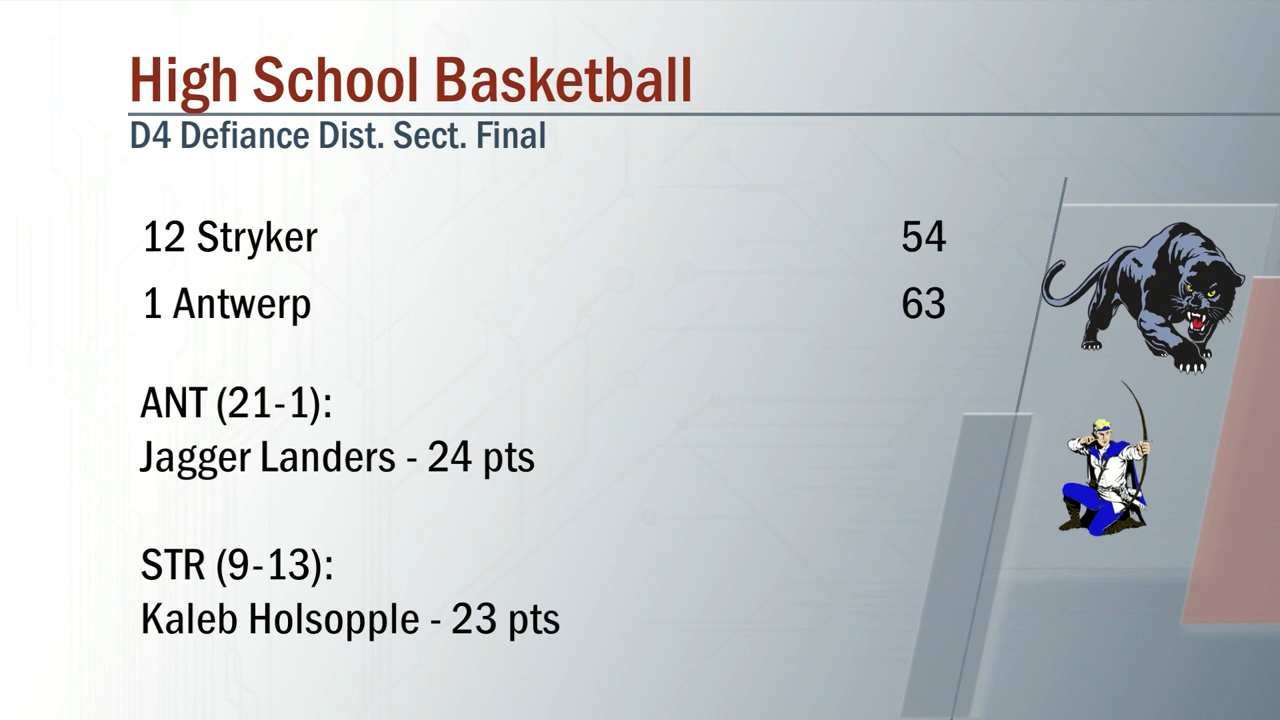 High School Basketball
D4 Defiance Dist. Sect. Final
12 Stryker 54
1 Antwerp 63
ANT (21-1):
Jagger Landers - 24 pts
STR (9-13):
Kaleb Holsopple - 23 pts